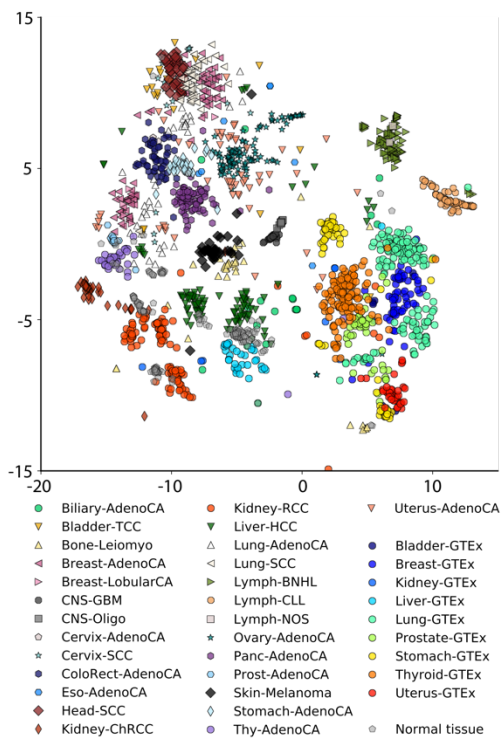 15
5
-5
-15
-20 -10 0 10
Biliary-AdenoCA Kidney-RCC Uterus-AdenoCA
Bladder-TCC Liver-HCC
Bone-Leiomyo Lung-AdenoCA Bladder-GTEx
Breast-AdenoCA Lung-SCC Breast-GTEx
Breast-LobularCA Lymph-BNHL Kidney-GTEx
CNS-GBM Lymph-CLL Liver-GTEx
CNS-Oligo Lymph-NOS Lung-GTEx
Cervix-AdenoCA Ovary-AdenoCA Prostate-GTEx
Cervix-SCC Panc-AdenoCA Stomach-GTEx
ColoRect-AdenoCA Prost-AdenoCA Thyroid-GTEx
Eso-AdenoCA Skin-Melanoma Uterus-GTEx
Head-SCC Stomach-AdenoCA
Kidney-ChRCC Thy-AdenoCA Normal tissue